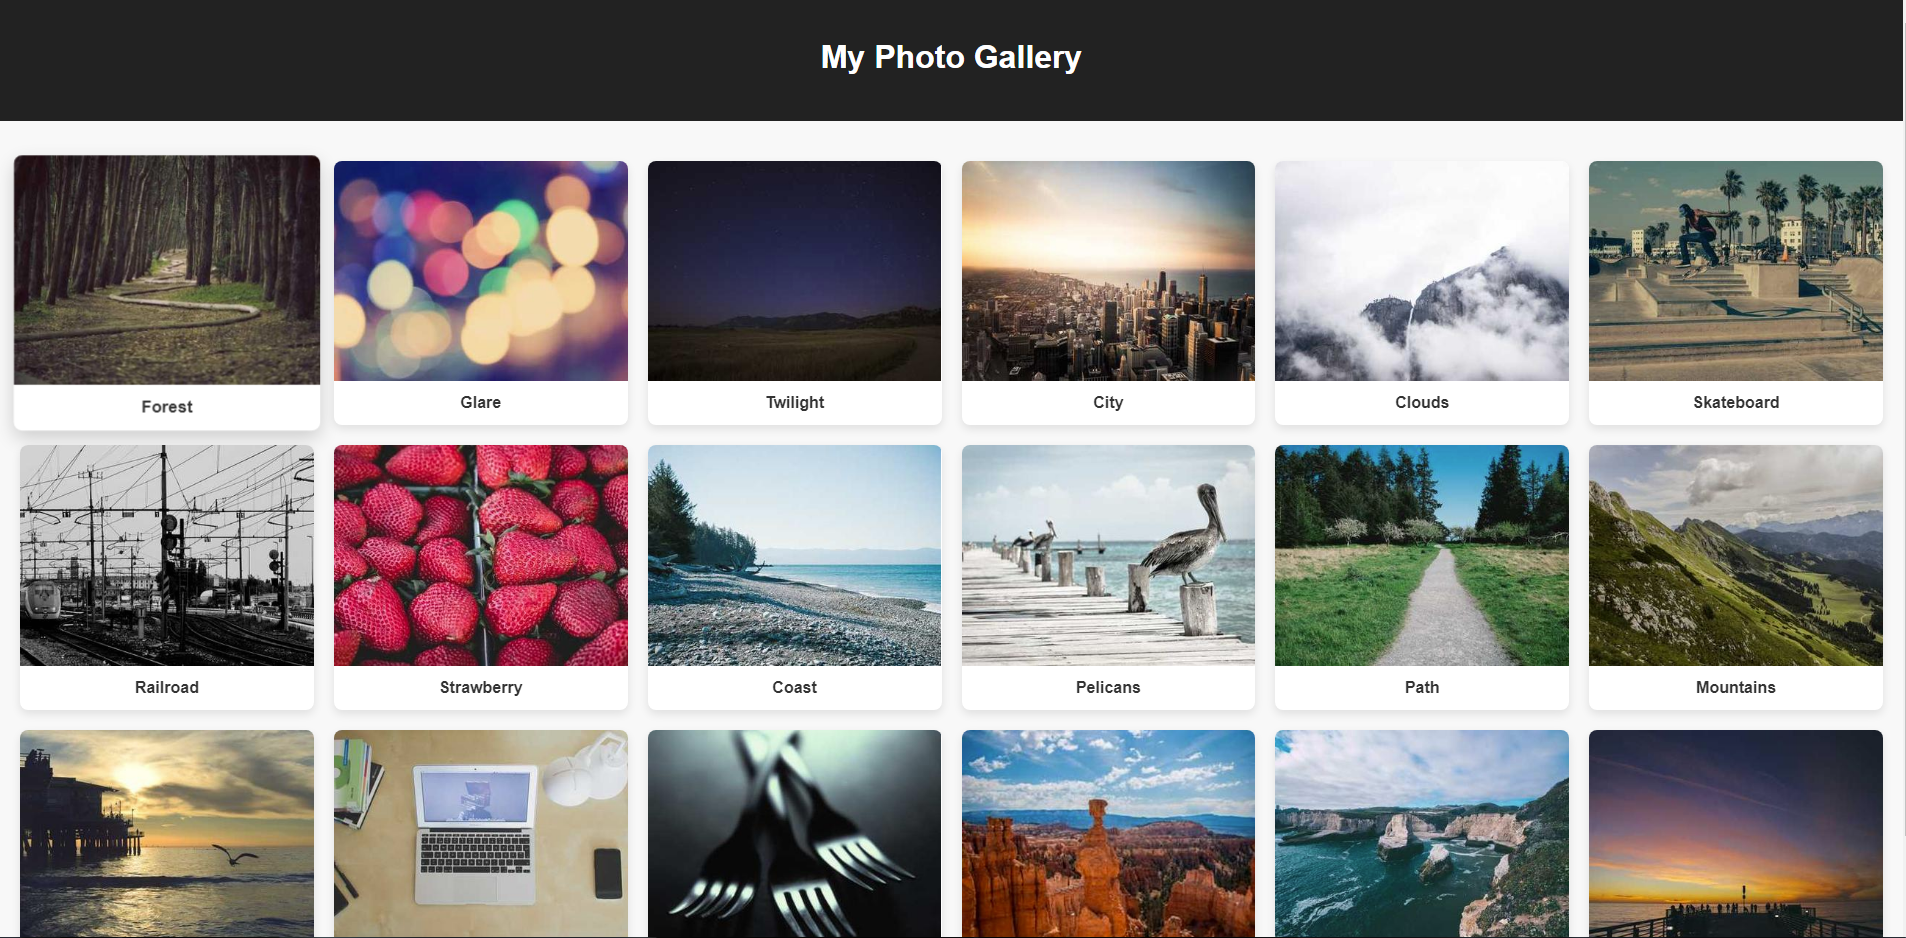 My Photo Gallery
Forest
Glare
Twilight
City
Clouds
Skateboard
Railroad
Strawberry
Coast
Pelicans
Path
Mountains